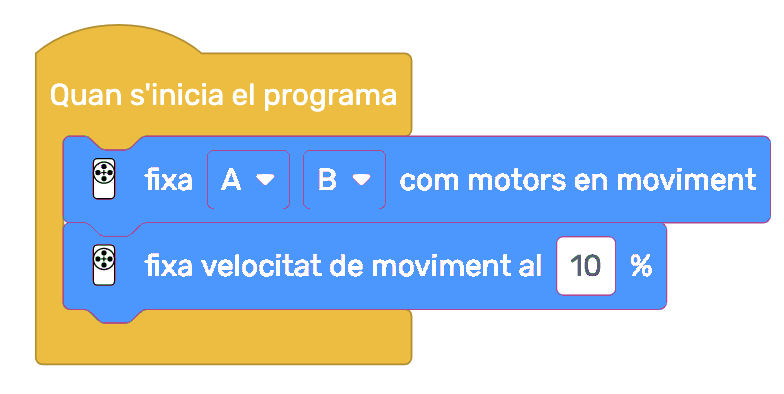 Quan s'inicia el programa
fixa A B com motors en moviment
fixa velocitat de moviment al 10 %